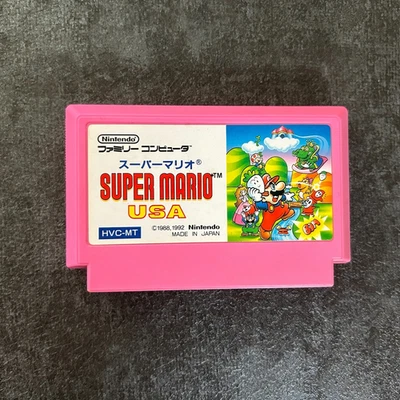 Nintendo
ファミリー コンピュータ
スーパーマリオ®
SUPER MARIO™
USA
©1988,1992 Nintendo
HVC-MT
MADE IN JAPAN